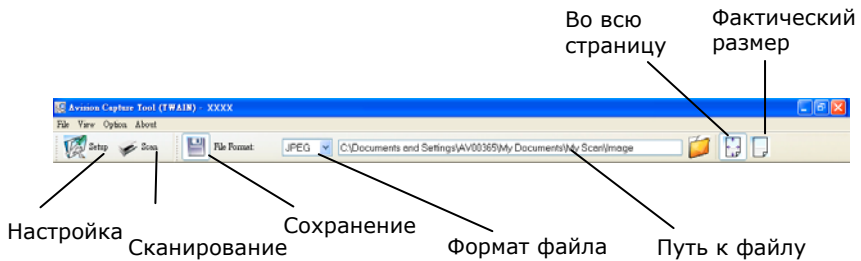 Во всю страницу
Фактический размер
Avision Capture Tool (TWAIN) - XXXX
File View Option About
Setup Scan File Format: JPEG C:\Documents and Settings\AV00365\My Documents\My Scan\Image
Настройка
Сканирование
Сохранение
Формат файла
Путь к файлу